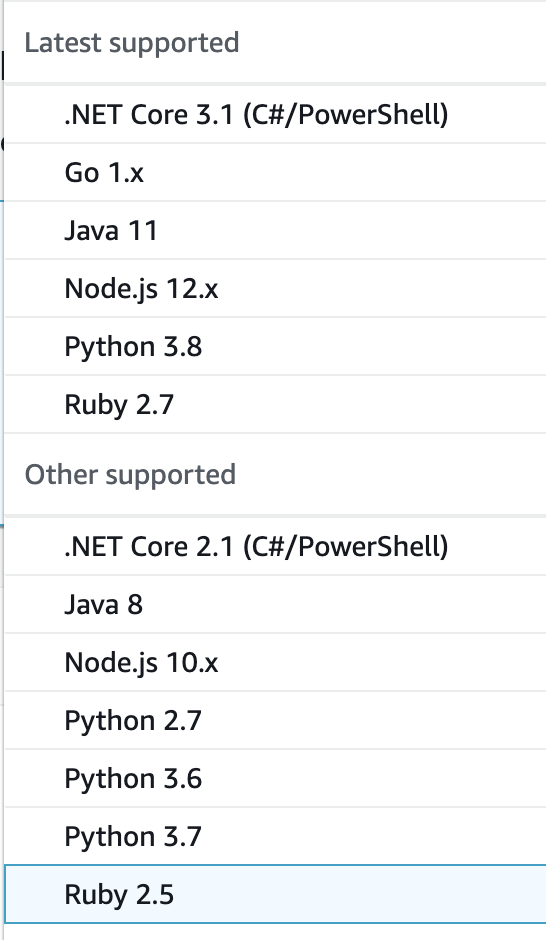 Latest supported
.NET Core 3.1 (C#/PowerShell)
Go 1.x
Java 11
Node.js 12.x
Python 3.8
Ruby 2.7
Other supported
.NET Core 2.1 (C#/PowerShell)
Java 8
Node.js 10.x
Python 2.7
Python 3.6
Python 3.7
Ruby 2.5